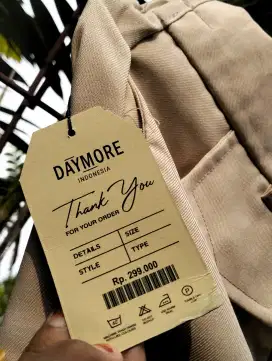 DAYMORE
INDONESIA
Thank You
FOR YOUR ORDER
DETAILS SIZE
STYLE TYPE
Rp. 299.000